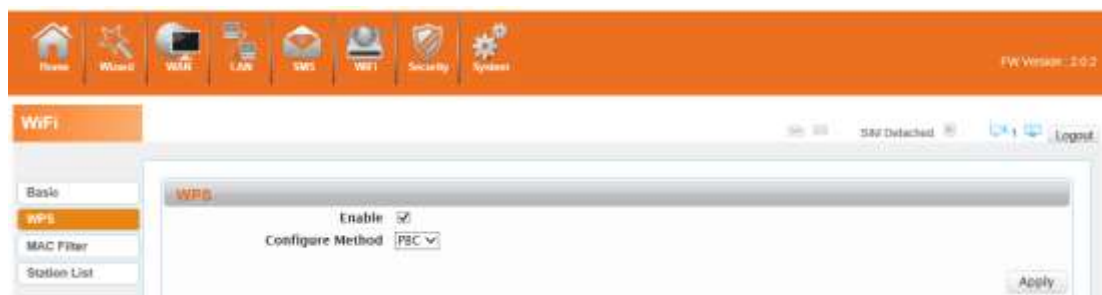 Home Wizard WAN LAN SMS WIFI Security System
FW Version : 2.0.2
WiFi
SIM Detached 1 Logout
Basic
WPS
MAC Filter
Station List
WPS
Enable
Configure Method PBC
Apply